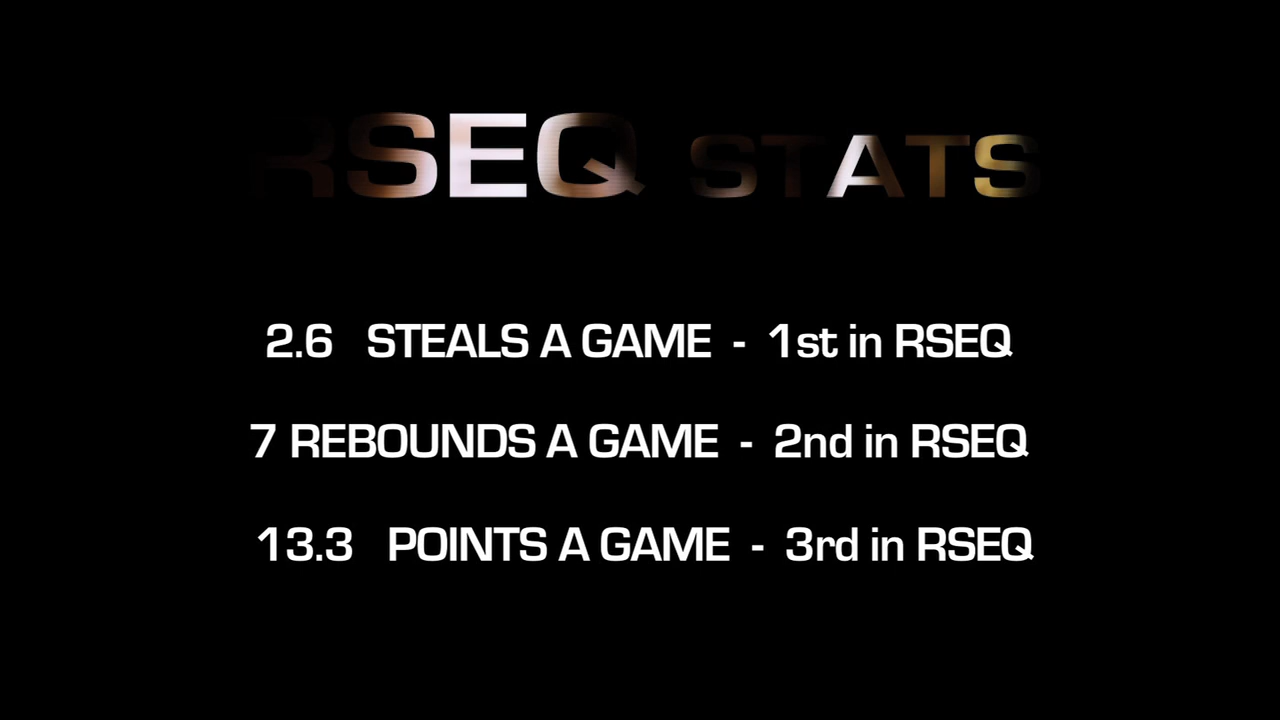 RSEQ STATS
2.6 STEALS A GAME - 1st in RSEQ
7 REBOUNDS A GAME - 2nd in RSEQ
13.3 POINTS A GAME - 3rd in RSEQ